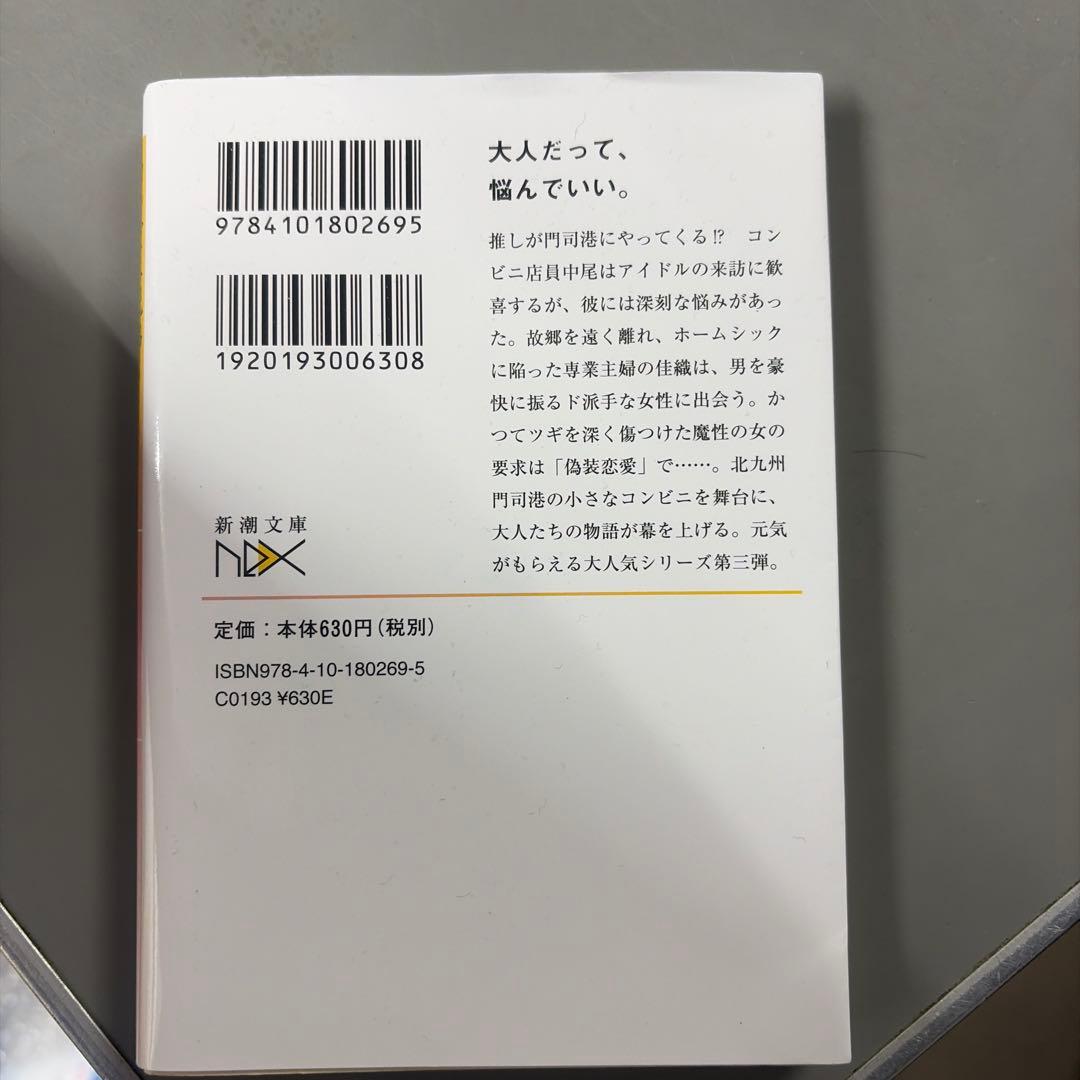 9784101802695
1920193006308
大人だって、
悩んでいい。
推しが門司港にやってくる⁉ コン
ビニ店員中尾はアイドルの来訪に歓
喜するが、彼には深刻な悩みがあっ
た。故郷を遠く離れ、ホームシック
に陥った専業主婦の佳織は、男を豪
快に振るド派手な女性に出会う。か
つてツギを深く傷つけた魔性の女の
要求は「偽装恋愛」で……。北九州
門司港の小さなコンビニを舞台に、
大人たちの物語が幕を上げる。元気
がもらえる大人気シリーズ第三弾。
新潮文庫
nex
定価：本体630円（税別）
ISBN978-4-10-180269-5
C0193 ¥630E